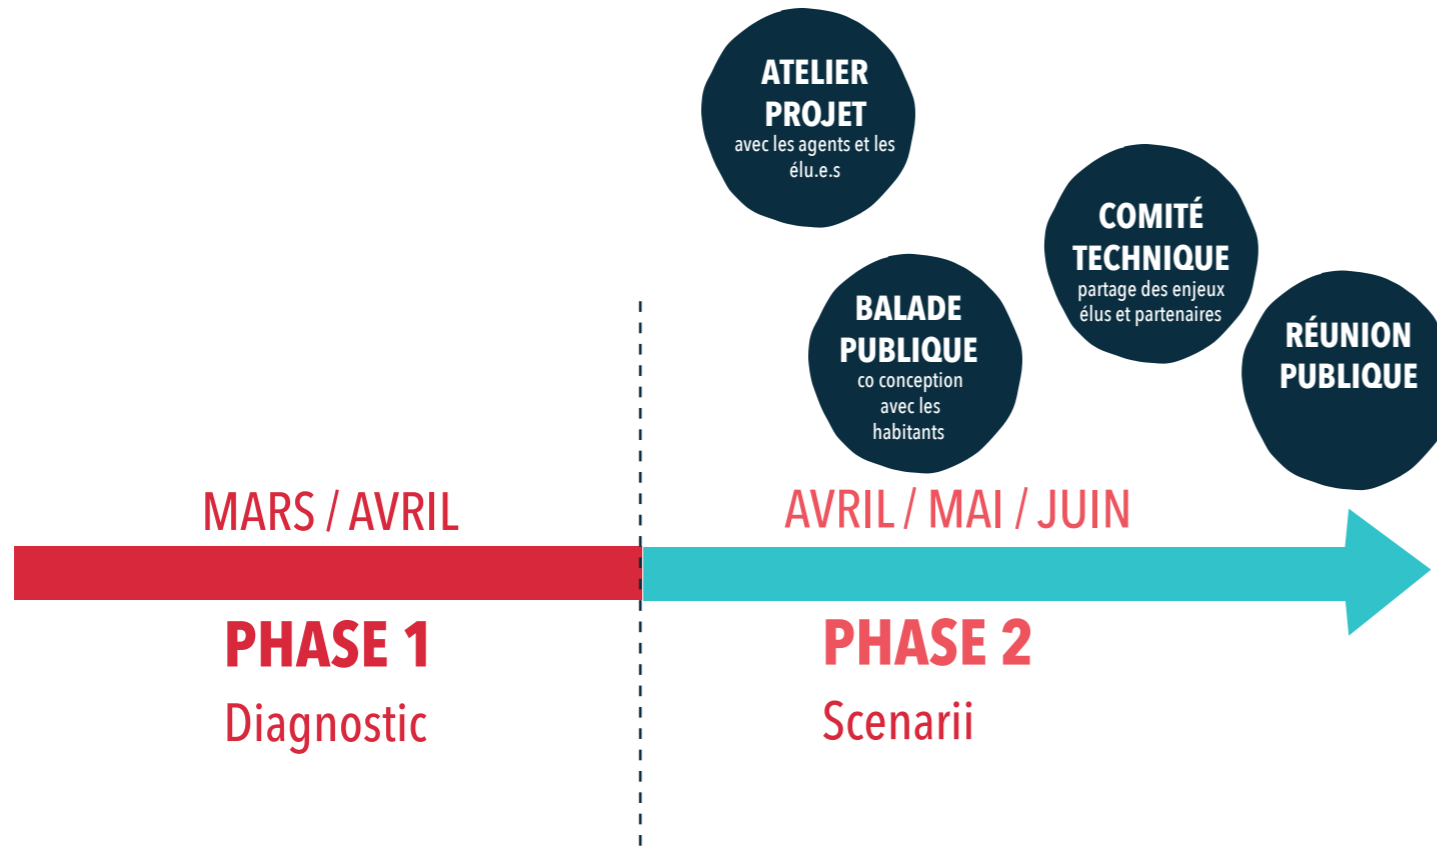 ATELIER
PROJET
avec les agents et les
élu.e.s
COMITÉ
TECHNIQUE
partage des enjeux
élus et partenaires
BALADE
PUBLIQUE
co conception
avec les
habitants
RÉUNION
PUBLIQUE
MARS / AVRIL
AVRIL / MAI / JUIN
PHASE 1
Diagnostic
PHASE 2
Scenarii